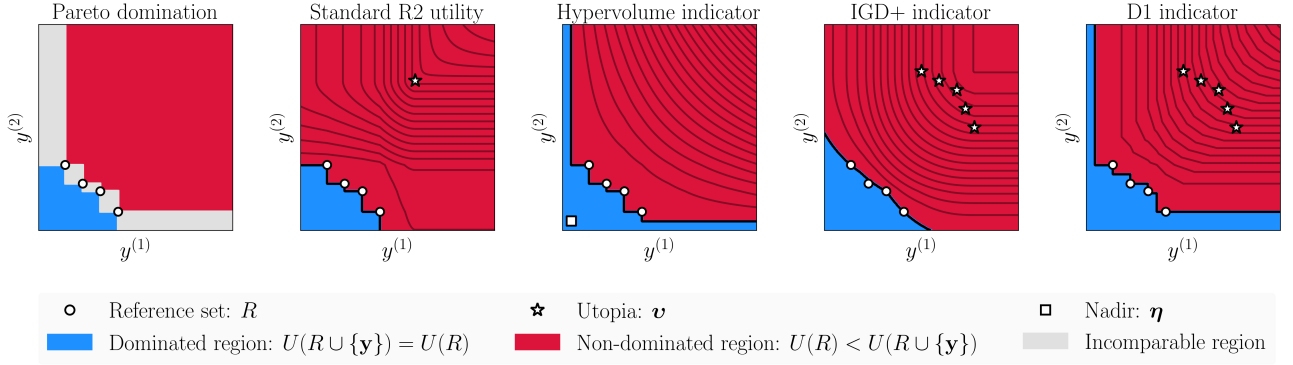 Pareto domination
Standard R2 utility
Hypervolume indicator
IGD+ indicator
D1 indicator
y^{(2)}
y^{(2)}
y^{(2)}
y^{(2)}
y^{(2)}
y^{(1)}
y^{(1)}
y^{(1)}
y^{(1)}
y^{(1)}
Reference set: R
Utopia: υ
Nadir: η
Dominated region: U(R ∪ {y}) = U(R)
Non-dominated region: U(R) < U(R ∪ {y})
Incomparable region